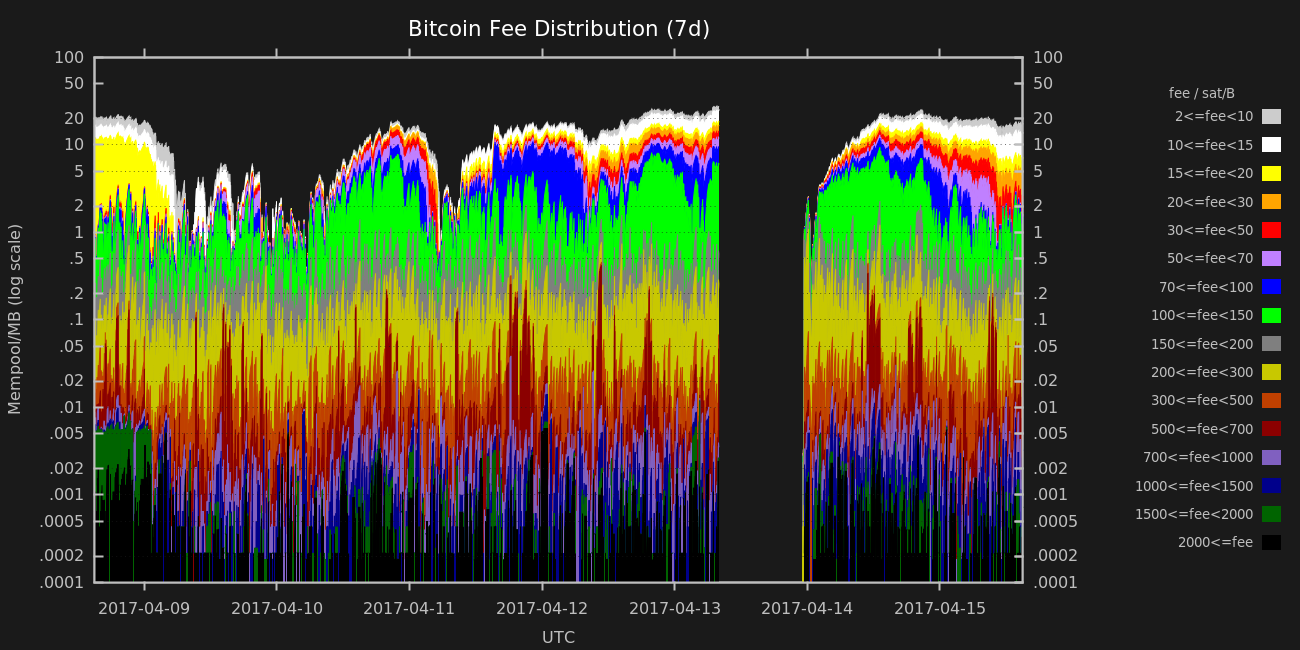 Bitcoin Fee Distribution (7d)
100 100
50 50
20 20
10 10
5 5
2 2
1 1
.5 .5
.2 .2
.1 .1
.05 .05
.02 .02
.01 .01
.005 .005
.002 .002
.001 .001
.0005 .0005
.0002 .0002
.0001 .0001
Mempool/MB (log scale)
2017-04-09 2017-04-10 2017-04-11 2017-04-12 2017-04-13 2017-04-14 2017-04-15
UTC
fee / sat/B
2<=fee<10
10<=fee<15
15<=fee<20
20<=fee<30
30<=fee<50
50<=fee<70
70<=fee<100
100<=fee<150
150<=fee<200
200<=fee<300
300<=fee<500
500<=fee<700
700<=fee<1000
1000<=fee<1500
1500<=fee<2000
2000<=fee